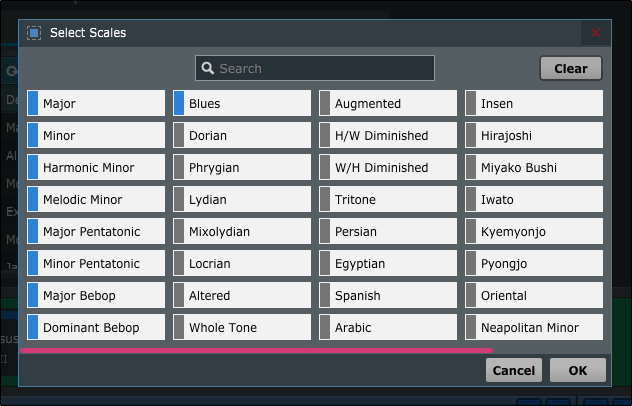 Select Scales
Search
Clear
Major Blues Augmented Insen
Minor Dorian H/W Diminished Hirajoshi
Harmonic Minor Phrygian W/H Diminished Miyako Bushi
Melodic Minor Lydian Tritone Iwato
Major Pentatonic Mixolydian Persian Kyemyonjo
Minor Pentatonic Locrian Egyptian Pyongjo
Major Bebop Altered Spanish Oriental
Dominant Bebop Whole Tone Arabic Neapolitan Minor
Cancel OK